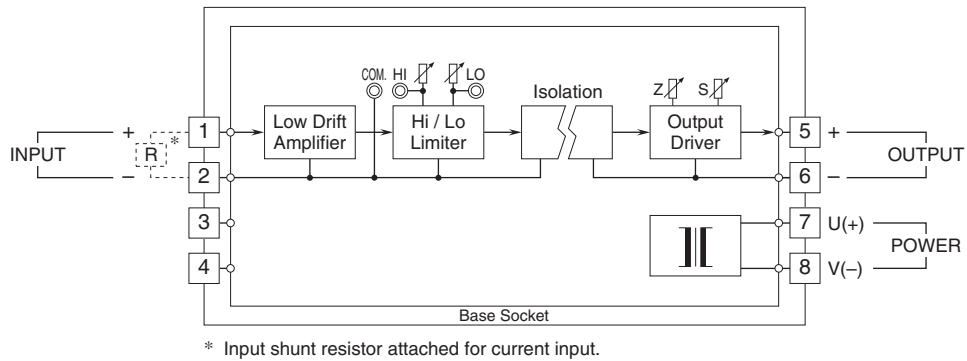 COM. HI LO
Z S
Isolation
Low Drift
Amplifier
Hi / Lo
Limiter
Output
Driver
INPUT
+
–
R
*
1
2
3
4
5
+
6
–
OUTPUT
7
U(+)
8
V(–)
POWER
Base Socket
* Input shunt resistor attached for current input.